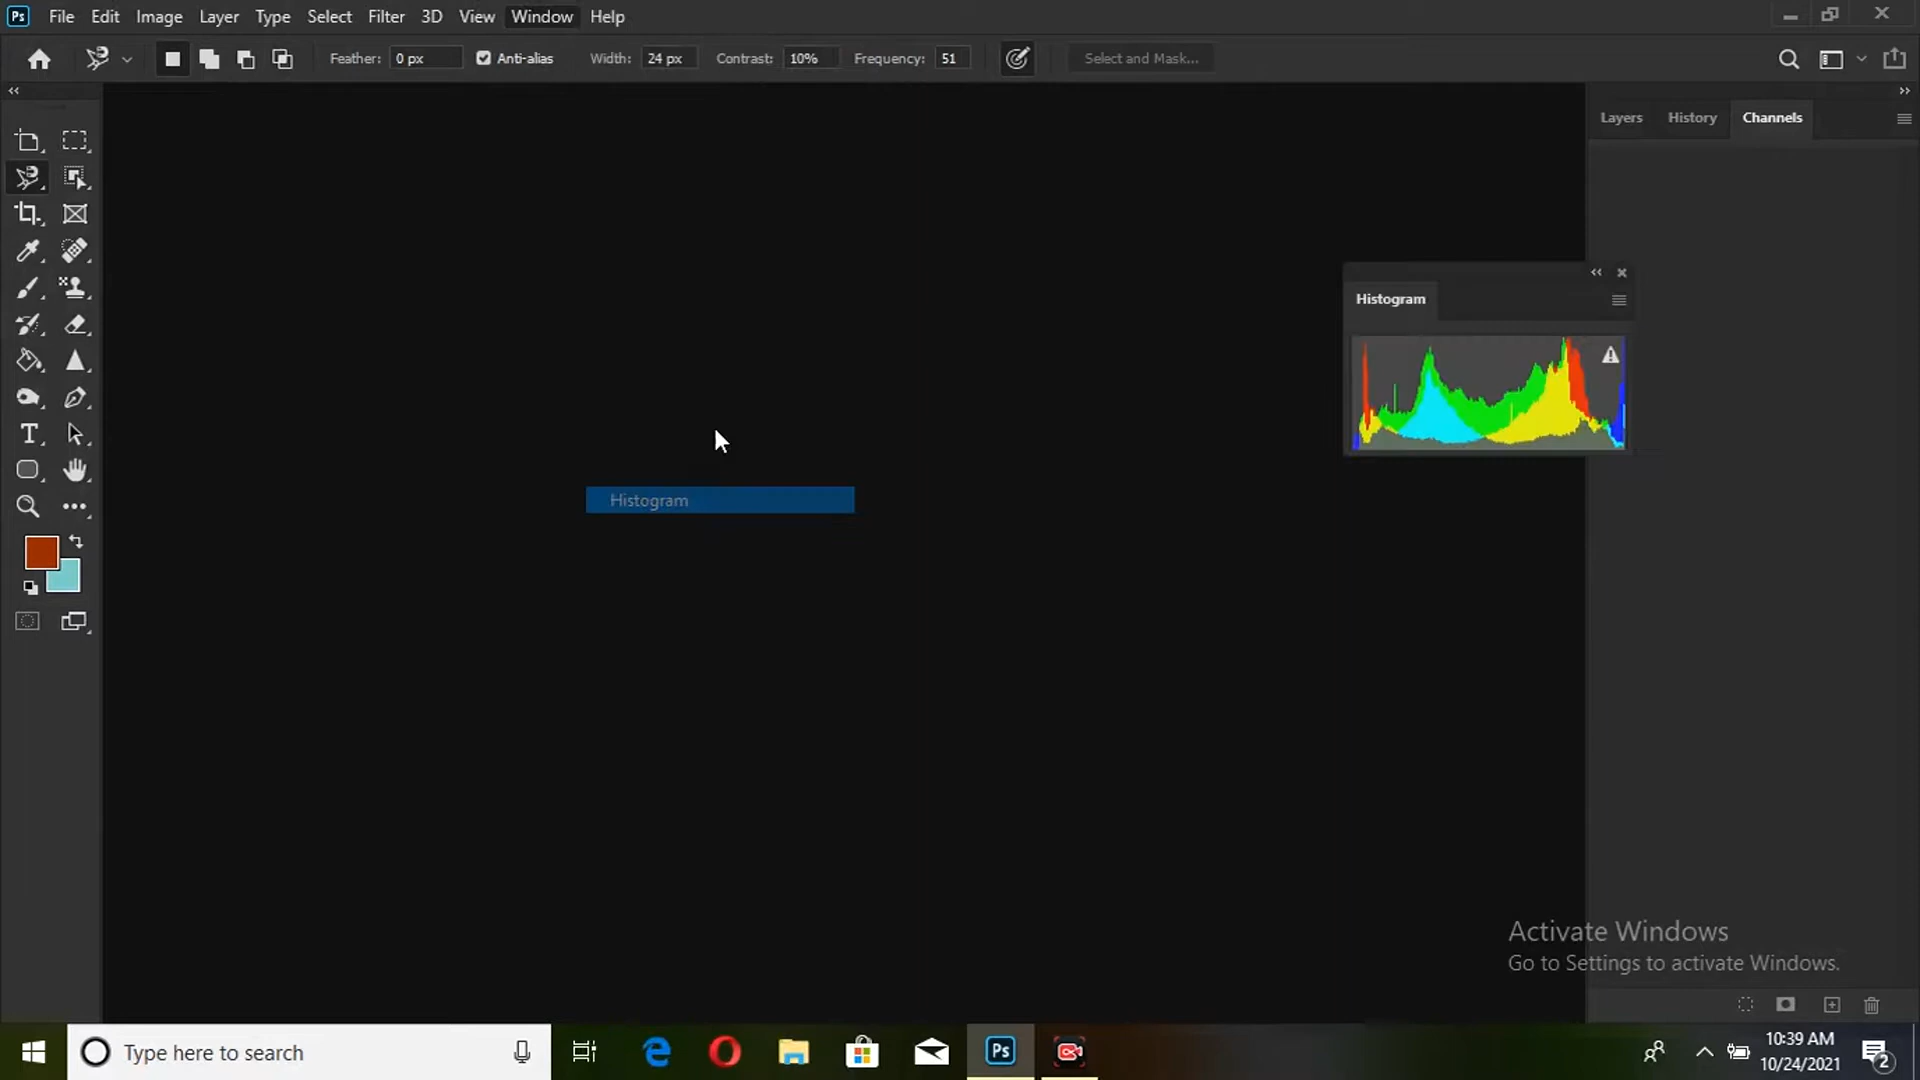 Ps File Edit Image Layer Type Select Filter 3D View Window Help
Feather: 0 px Anti-alias Width: 24 px Contrast: 10% Frequency: 51 Select and Mask...
Layers History Channels
Histogram
Histogram
T
Activate Windows
Go to Settings to activate Windows.
Type here to search
Ps
10:39 AM
10/24/2021
2